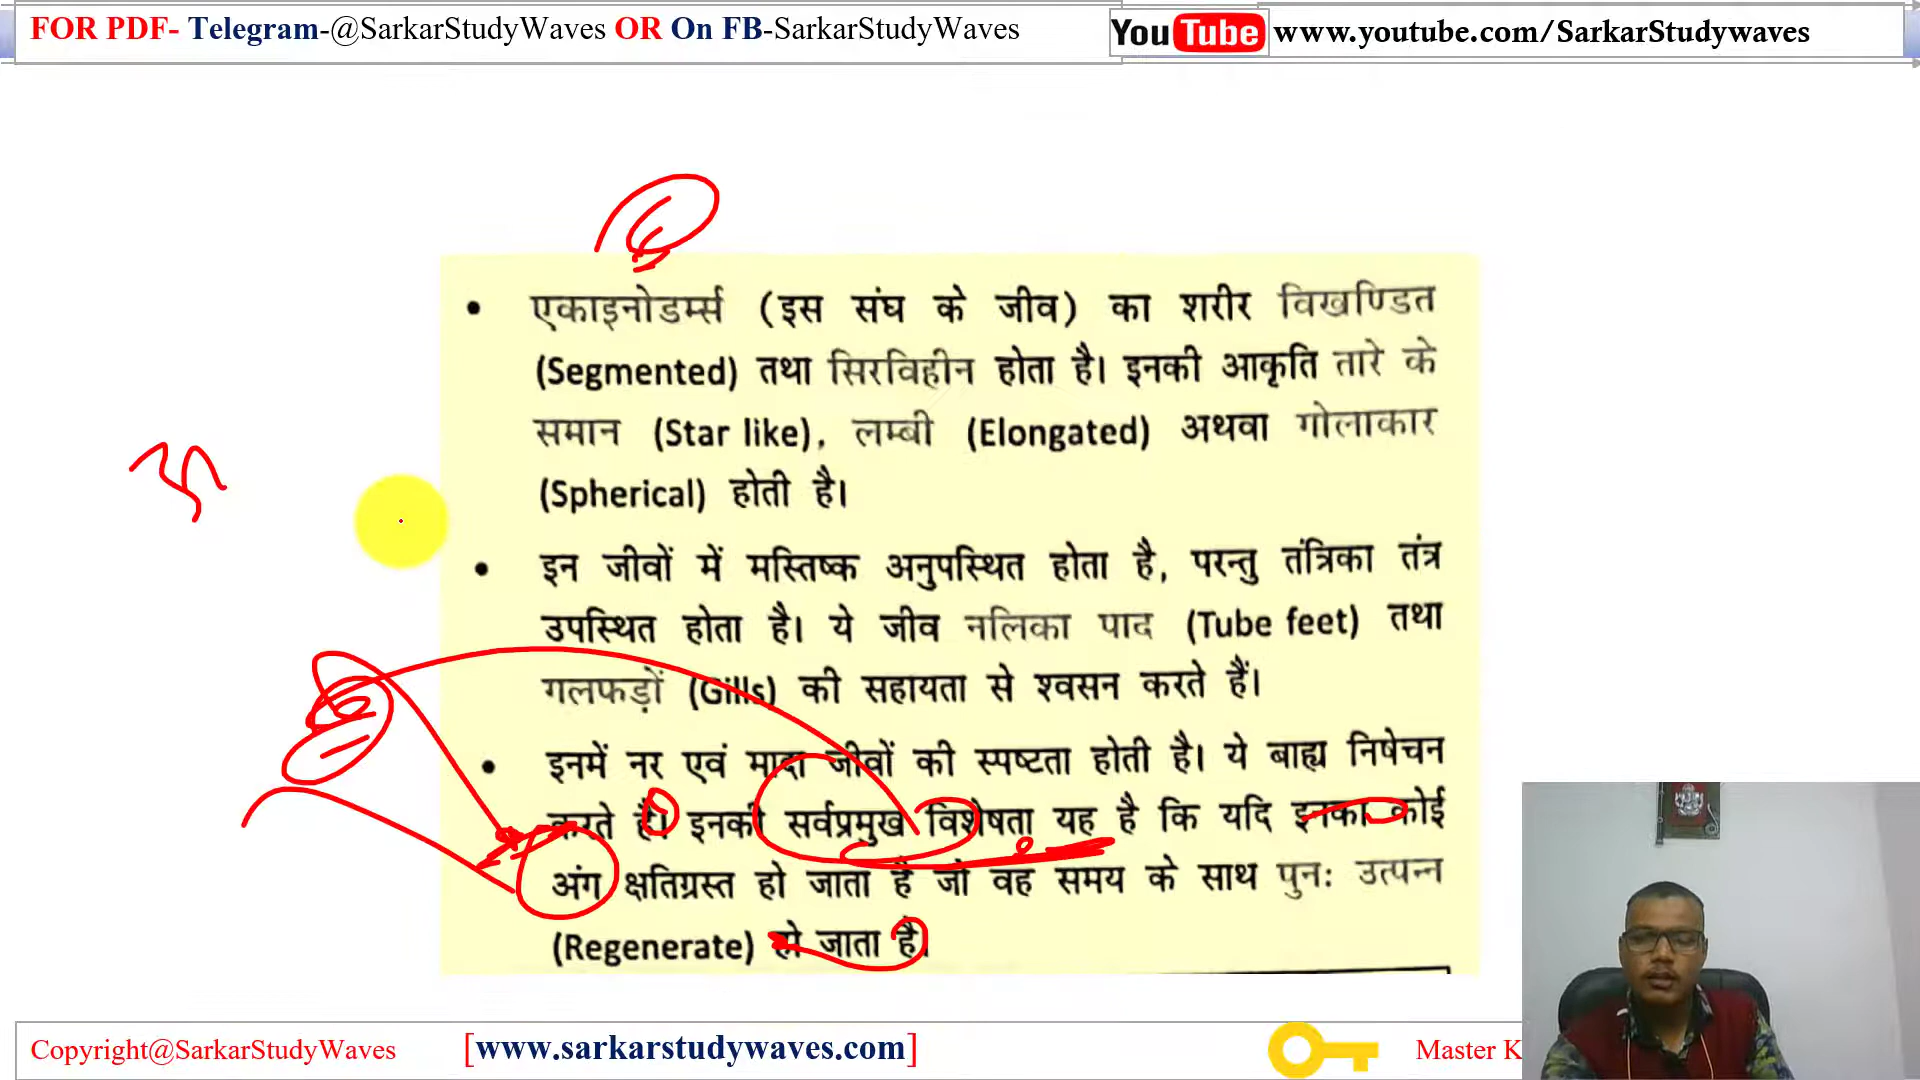 FOR PDF- Telegram-@SarkarStudyWaves OR On FB-SarkarStudyWaves
YouTube www.youtube.com/SarkarStudywaves
• एकाइनोडर्म्स (इस संघ के जीव) का शरीर विखण्डित
(Segmented) तथा सिरविहीन होता है। इनकी आकृति तारे के
समान (Star like), लम्बी (Elongated) अथवा गोलाकार
(Spherical) होती है।
• इन जीवों में मस्तिष्क अनुपस्थित होता है, परन्तु तंत्रिका तंत्र
उपस्थित होता है। ये जीव नलिका पाद (Tube feet) तथा
गलफड़ों (Gills) की सहायता से श्वसन करते हैं।
• इनमें नर एवं मादा जीवों की स्पष्टता होती है। ये बाह्य निषेचन
करते हैं। इनकी सर्वप्रमुख विशेषता यह है कि यदि इनका कोई
अंग क्षतिग्रस्त हो जाता है जो वह समय के साथ पुनः उत्पन्न
(Regenerate) हो जाता है।
Copyright@SarkarStudyWaves [www.sarkarstudywaves.com] Master K